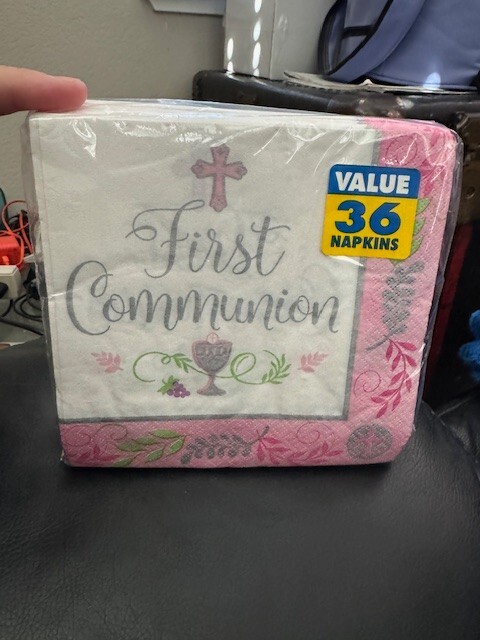 First
Communion
VALUE
36
NAPKINS